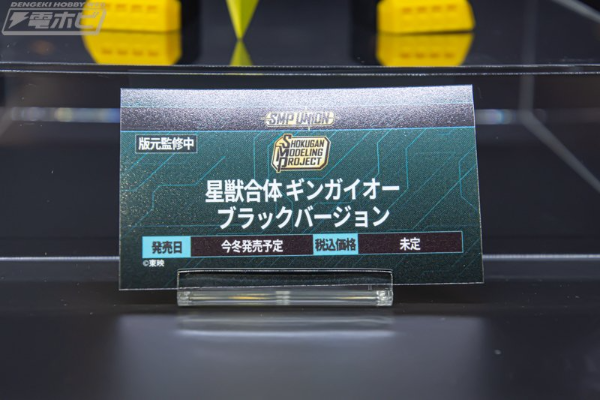 DENGEKI HOBBY
電ホビ
SMP UNION
版元監修中
SHOKUGAN
MODELING
PROJECT
星獣合体 ギンガイオー
ブラックバージョン
発売日 今冬発売予定 税込価格 未定
©東映